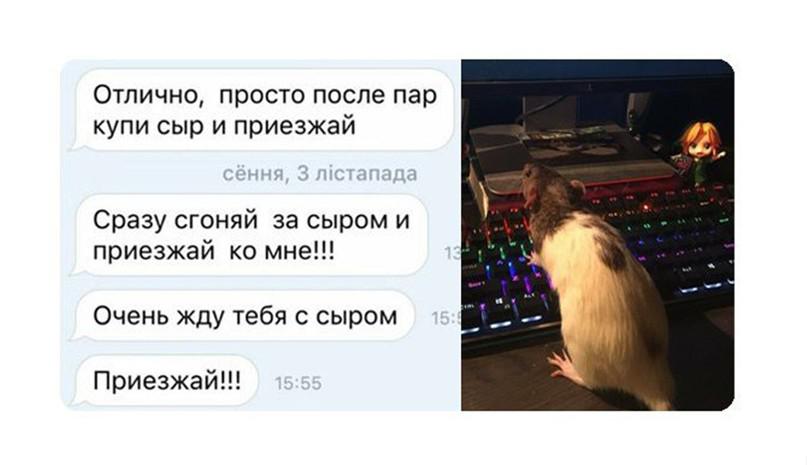 Отлично, просто после пар
купи сыр и приезжай
сёння, 3 лістапада
Сразу сгоняй за сыром и
приезжай ко мне!!!
Очень жду тебя с сыром
Приезжай!!!
15:55